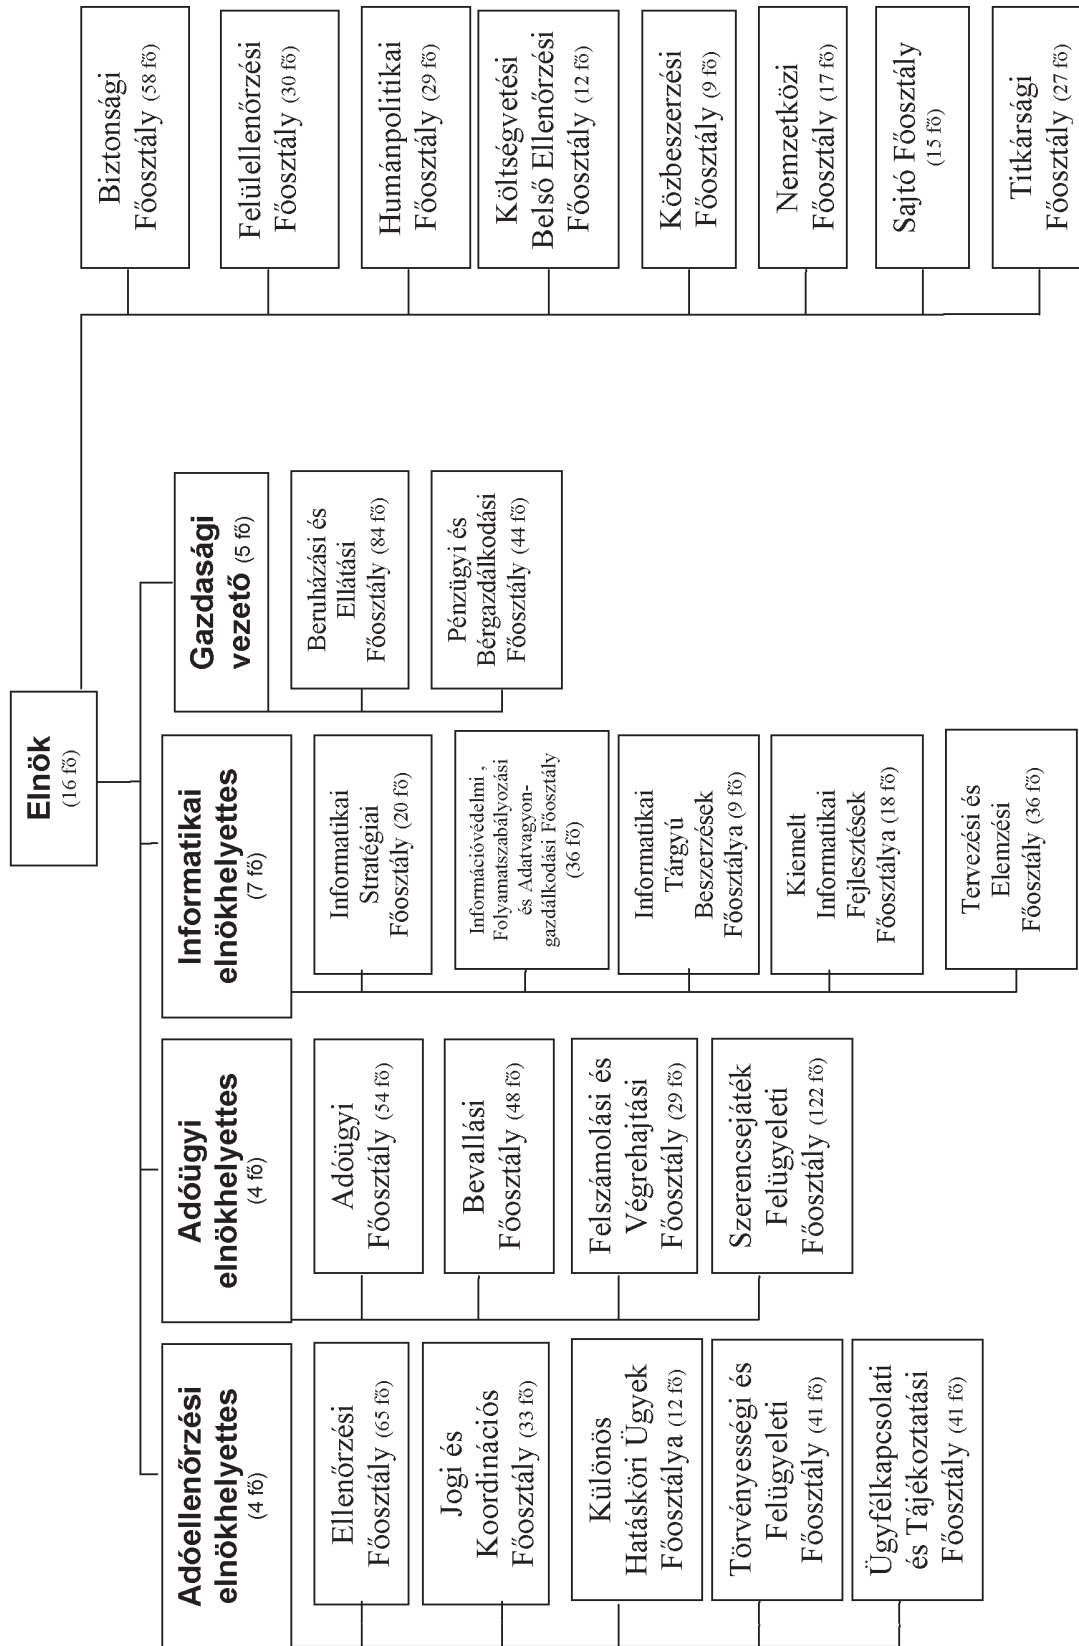 Elnök
(16 fő)
Adóellenőrzési
elnökhelyettes
(4 fő)
Ellenőrzési
Főosztály (65 fő)
Jogi és
Koordinációs
Főosztály (33 fő)
Különös
Hatásköri Ügyek
Főosztálya (12 fő)
Törvényességi és
Felügyeleti
Főosztály (41 fő)
Ügyfélkapcsolati
és Tájékoztatási
Főosztály (41 fő)
Adóügyi
elnökhelyettes
(4 fő)
Adóügyi
Főosztály (54 fő)
Bevallási
Főosztály (48 fő)
Felszámolási és
Végrehajtási
Főosztály (29 fő)
Szerencsejáték
Felügyeleti
Főosztály (122 fő)
Informatikai
elnökhelyettes
(7 fő)
Informatikai
Stratégiai
Főosztály (20 fő)
Információvédelmi ,
Folyamatszabályozási
és Adatvagyon-
gazdálkodási Főosztály
(36 fő)
Informatikai
Tárgyú
Beszerzések
Főosztálya (9 fő)
Kiemelt
Informatikai
Fejlesztések
Főosztálya (18 fő)
Tervezési és
Elemzési
Főosztály (36 fő)
Gazdasági
vezető (5 fő)
Beruházási és
Ellátási
Főosztály (84 fő)
Pénzügyi és
Bérgazdálkodási
Főosztály (44 fő)
Biztonsági
Főosztály (58 fő)
Felülellenőrzési
Főosztály (30 fő)
Humánpolitikai
Főosztály (29 fő)
Költségvetési
Belső Ellenőrzési
Főosztály (12 fő)
Közbeszerzési
Főosztály (9 fő)
Nemzetközi
Főosztály (17 fő)
Sajtó Főosztály
(15 fő)
Titkársági
Főosztály (27 fő)